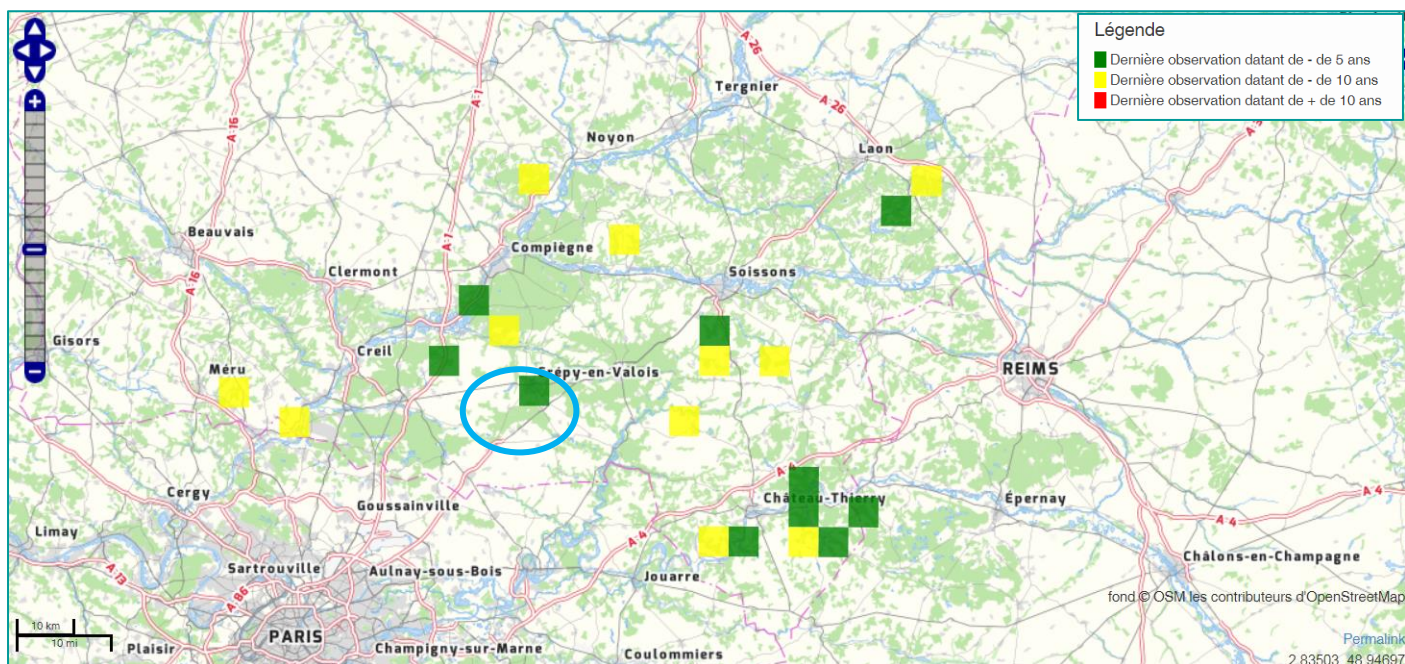 Légende
Dernière observation datant de - de 5 ans
Dernière observation datant de - de 10 ans
Dernière observation datant de + de 10 ans
A 26
A 1
A 16
Tergnier
A 26
Noyon
Laon
Beauvais
Compiègne
A 1
Clermont
Soissons
A 16
Gisors
Creil
Méru
Crépy-en-Valois
REIMS
A 4
Cergy
Goussainville
Château-Thierry
Épernay
A 4
A 4
Limay
A 4
Sartrouville
Aulnay-sous-Bois
Jouarre
Châlons-en-Champagne
A 13
A 86
fond © OSM les contributeurs d'OpenStreetMap
10 km
10 mi
PARIS
Plaisir
Champigny-sur-Marne
Coulommiers
Permalink
2.83503, 48.94697